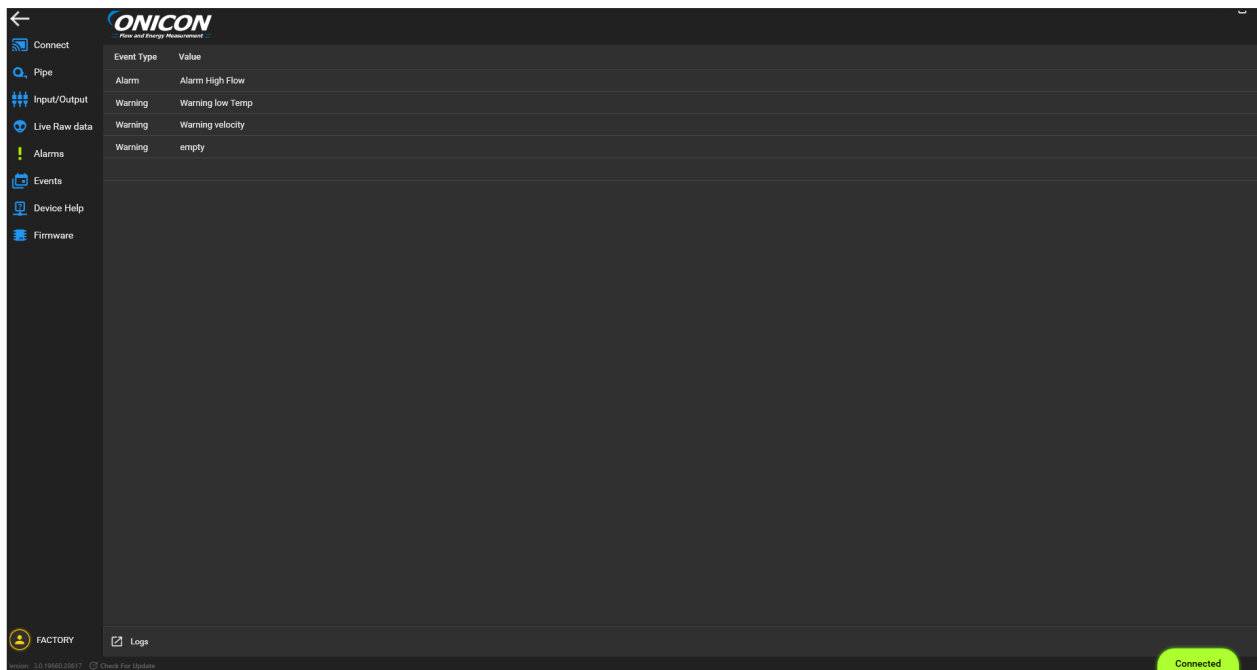 ONICON
Flow and Energy Measurement
Connect
Pipe
Input/Output
Live Raw data
Alarms
Events
Device Help
Firmware
Event Type Value
Alarm Alarm High Flow
Warning Warning low Temp
Warning Warning velocity
Warning empty
FACTORY
Logs
Check For Update
Connected